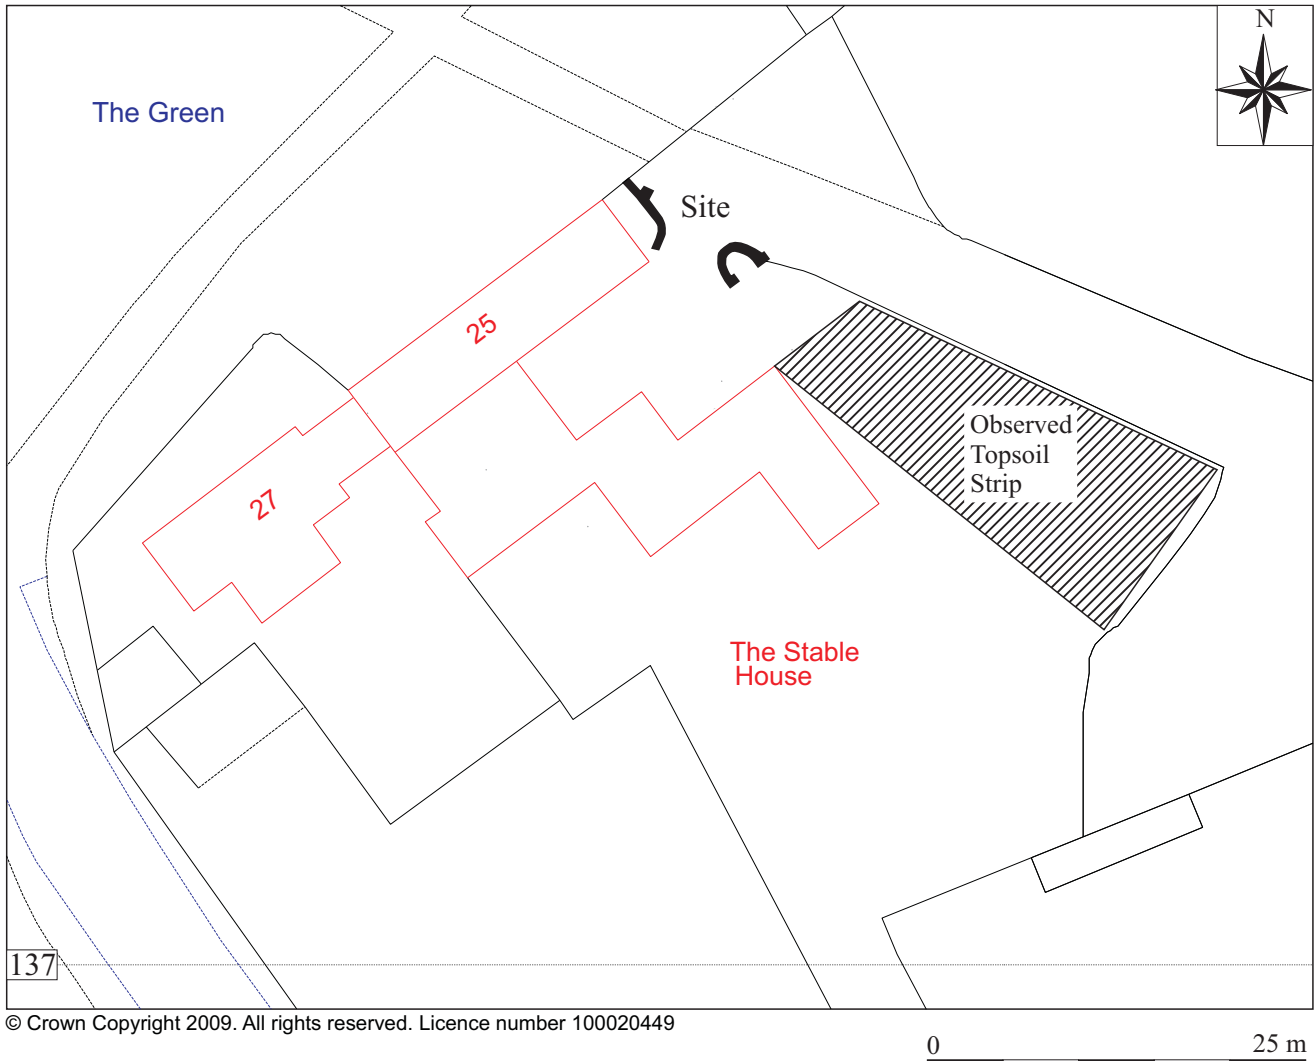 N
The Green
Site
25
Observed
Topsoil
Strip
27
The Stable
House
137
© Crown Copyright 2009. All rights reserved. Licence number 100020449
0 25 m